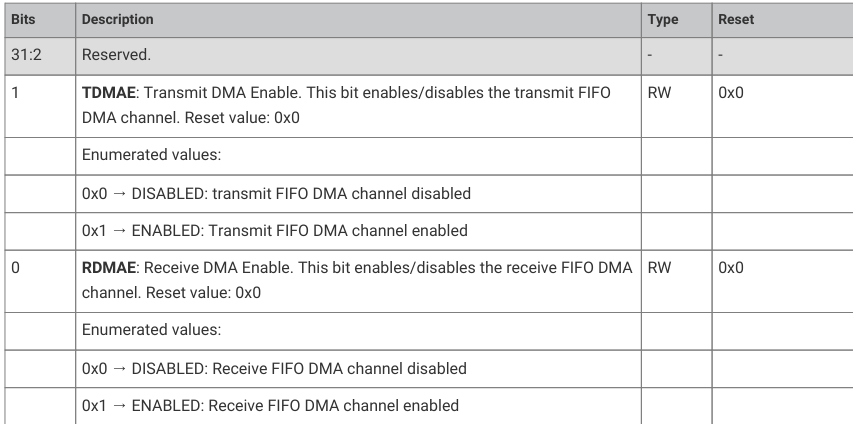 Bits Description Type Reset
31:2 Reserved. - -
1 TDMAE: Transmit DMA Enable. This bit enables/disables the transmit FIFO RW 0x0
DMA channel. Reset value: 0x0
Enumerated values:
0x0 → DISABLED: transmit FIFO DMA channel disabled
0x1 → ENABLED: Transmit FIFO DMA channel enabled
0 RDMAE: Receive DMA Enable. This bit enables/disables the receive FIFO DMA RW 0x0
channel. Reset value: 0x0
Enumerated values:
0x0 → DISABLED: Receive FIFO DMA channel disabled
0x1 → ENABLED: Receive FIFO DMA channel enabled